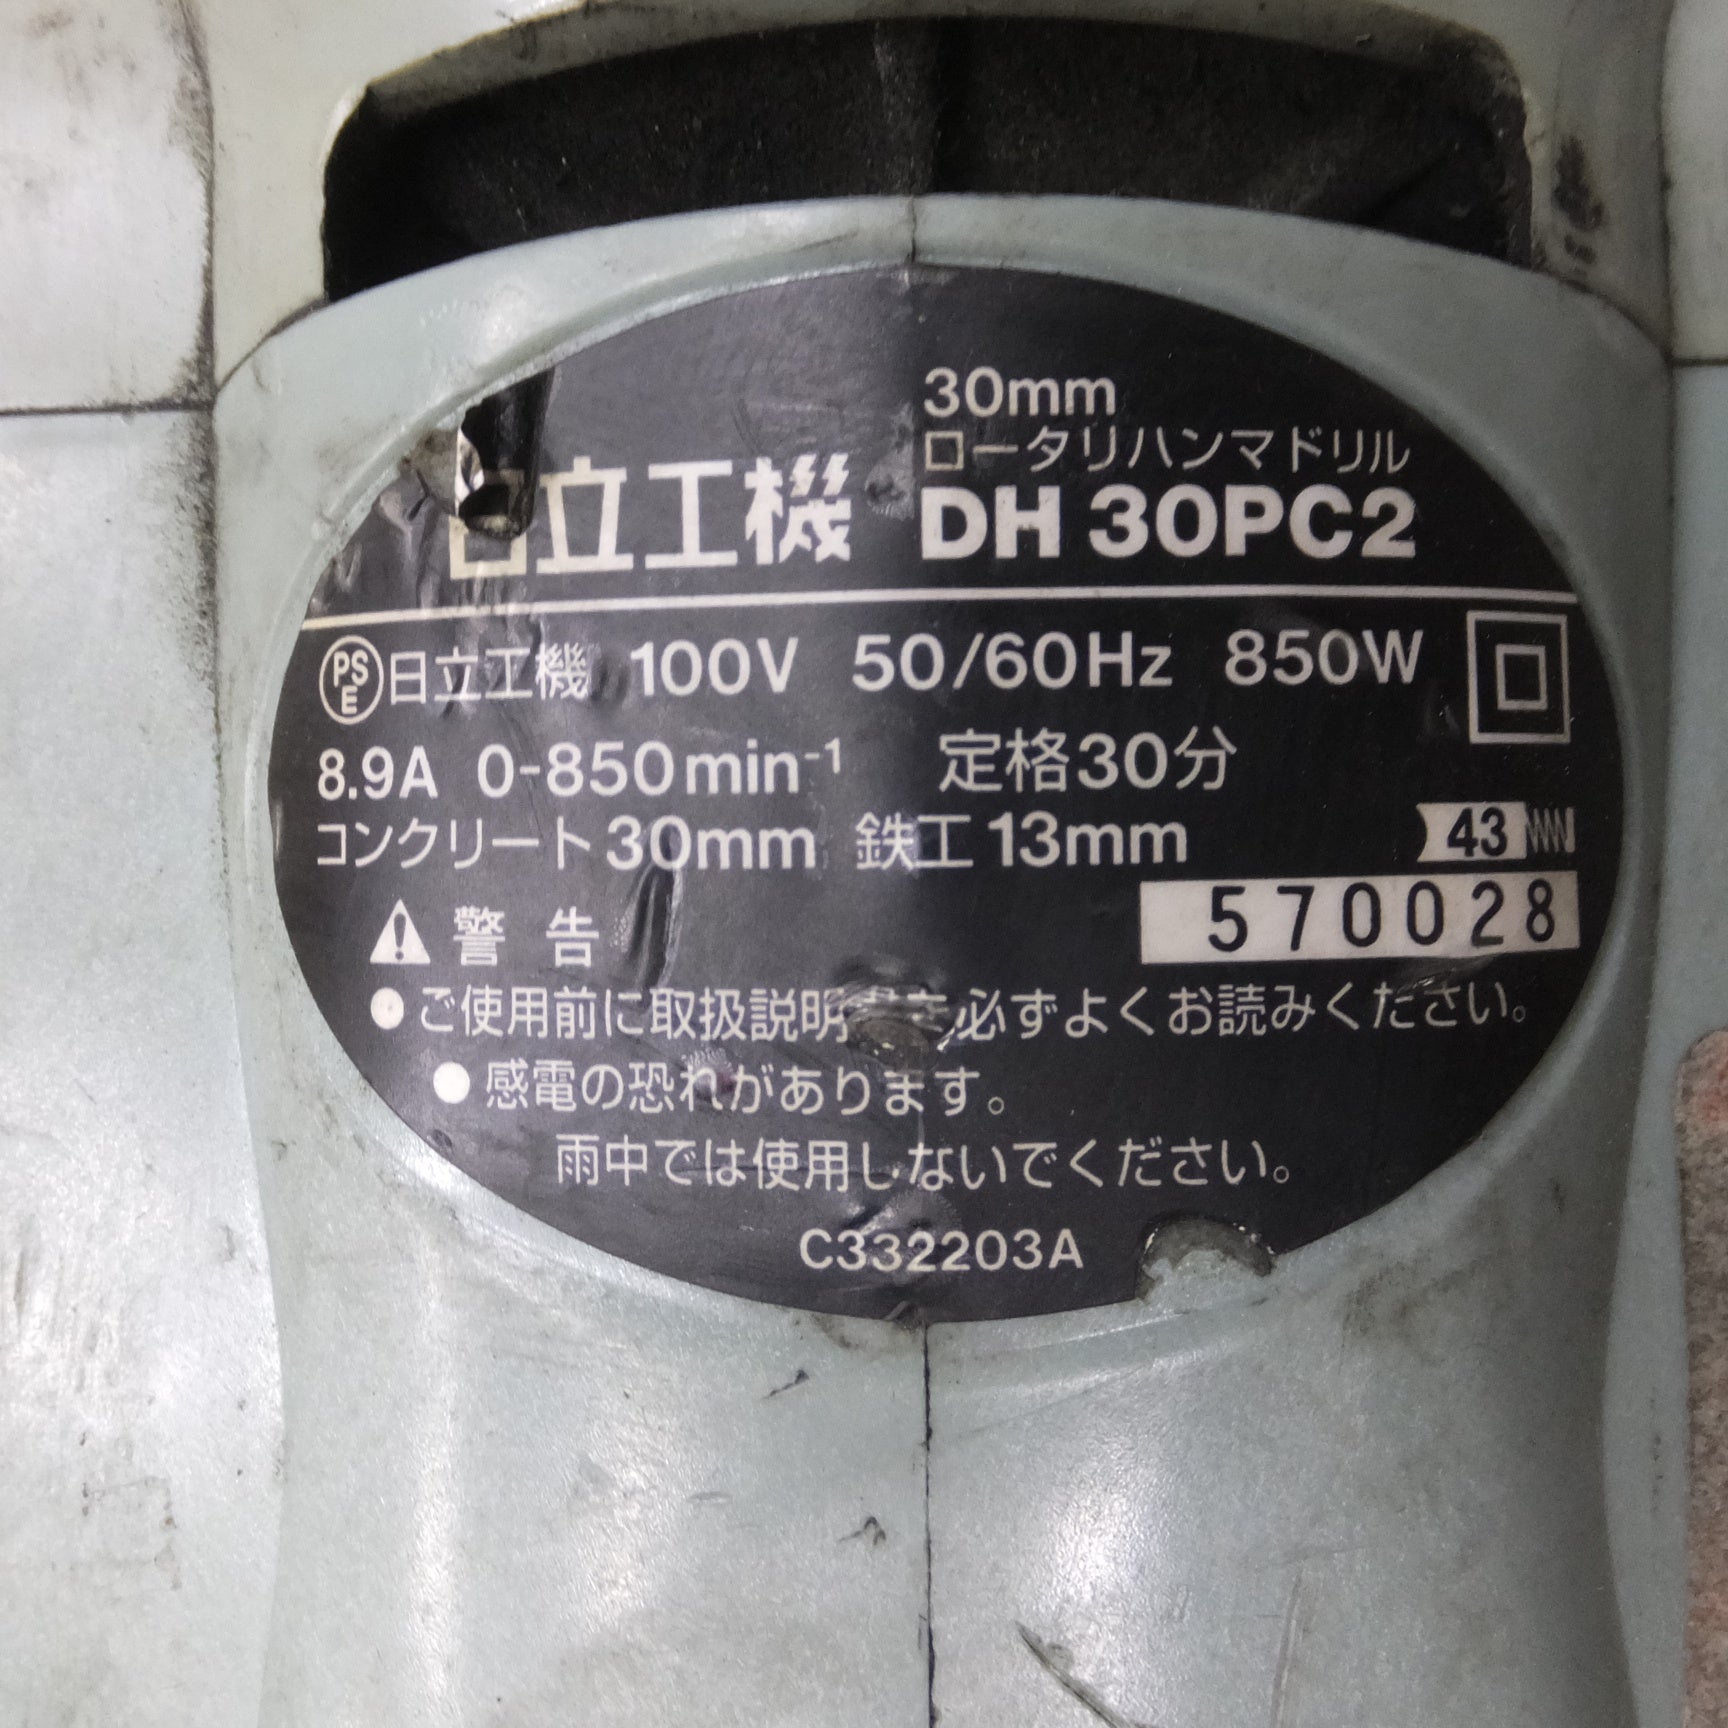 30mm
ロータリハンマドリル
日立工機 DH 30PC2
PSE 日立工機 100V 50/60Hz 850W
8.9A 0-850min⁻¹ 定格30分
コンクリート30mm 鉄工13mm 43
570028
警告
●ご使用前に取扱説明 を必ずよくお読みください。
●感電の恐れがあります。
雨中では使用しないでください。
C332203A